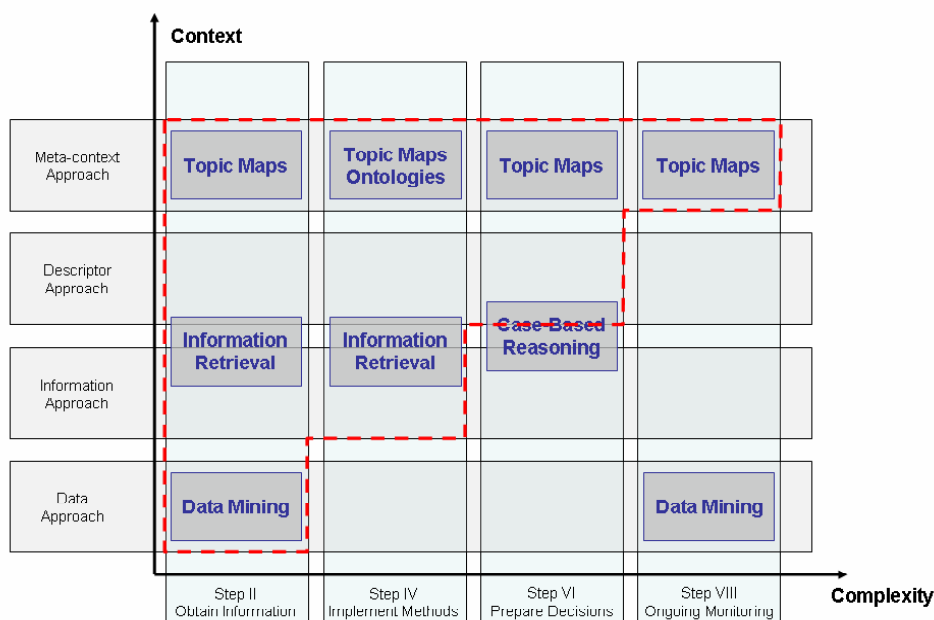 Context
Meta-context
Approach
Topic Maps
Topic Maps
Ontologies
Topic Maps
Topic Maps
Descriptor
Approach
Information
Retrieval
Information
Retrieval
Case-Based
Reasoning
Information
Approach
Data
Approach
Data Mining
Data Mining
Step II
Obtain Information
Step IV
Implement Methods
Step VI
Prepare Decisions
Step VIII
Ongoing Monitoring
Complexity